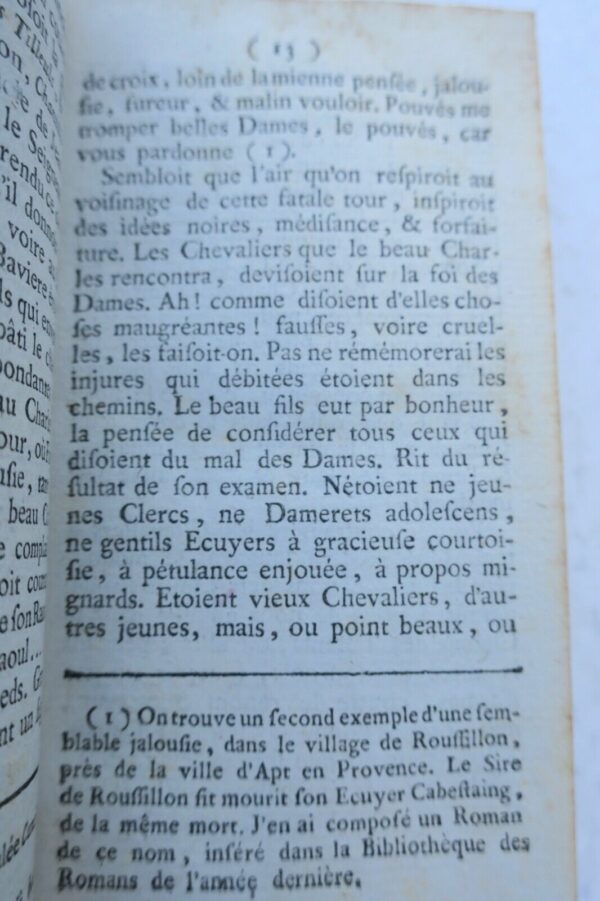 ( 13 )
de croix, loin de la mienne pensée, jalou-
ſie, fureur, & malin vouloir. Pouvés me
tromper belles Dames, le pouvés, car
vous pardonne (1).
Sembloit que l'air qu'on reſpiroit au
voiſinage de cette fatale tour, inſpiroit
des idées noires, médiſance, & forfai-
ture. Les Chevaliers que le beau Char-
les rencontra, deviſoient ſur la foi des
Dames. Ah! comme diſoient d'elles cho-
ſes maugréantes! fauſſes, voire cruel-
les, les faiſoit-on. Pas ne rémémorerai les
injures qui débitées étoient dans les
chemins. Le beau fils eut par bonheur,
la penſée de conſidérer tous ceux qui
diſoient du mal des Dames. Rit du ré-
ſultat de ſon examen. Nétoient ne jeu-
nes Clercs, ne Damerets adoleſcens,
ne gentils Ecuyers à gracieuſe courtoi-
ſie, à pétulance enjouée, à propos mi-
gnards. Etoient vieux Chevaliers, d'au-
tres jeunes, mais, ou point beaux, ou
(1) On trouve un ſecond exemple d'une ſem-
blable jalouſie, dans le village de Rouſſillon,
près de la ville d'Apt en Provence. Le Sire
de Rouſſillon fit mourit ſon Ecuyer Cabeſtaing,
de la même mort. J'en ai compoſé un Roman
de ce nom, inſéré dans la Bibliothèque des
Romans de l'année dernière.